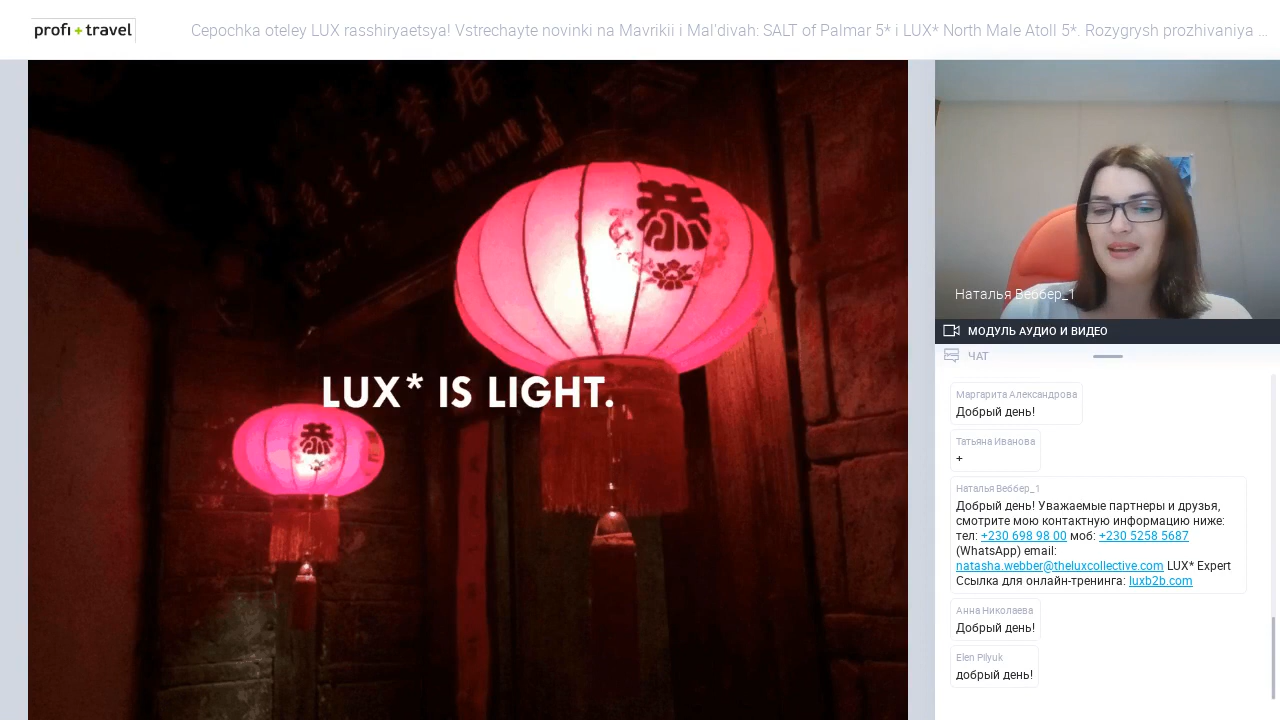 profi+travel
Cepochka oteley LUX rasshiryaetsya! Vstrechayte novinki na Mavrikii i Mal'divah: SALT of Palmar 5* i LUX* North Male Atoll 5*. Rozygrysh prozhivaniya ...
LUX* IS LIGHT.
Наталья Веббер_1
МОДУЛЬ АУДИО И ВИДЕО
ЧАТ
Маргарита Александрова
Добрый день!
Татьяна Иванова
+
Наталья Веббер_1
Добрый день! Уважаемые партнеры и друзья,
смотрите мою контактную информацию ниже:
тел: +230 698 98 00 моб: +230 5258 5687
(WhatsApp) email:
natasha.webber@theluxcollective.com LUX* Expert
Ссылка для онлайн-тренинга: luxb2b.com
Анна Николаева
Добрый день!
Elen Pilyuk
добрый день!